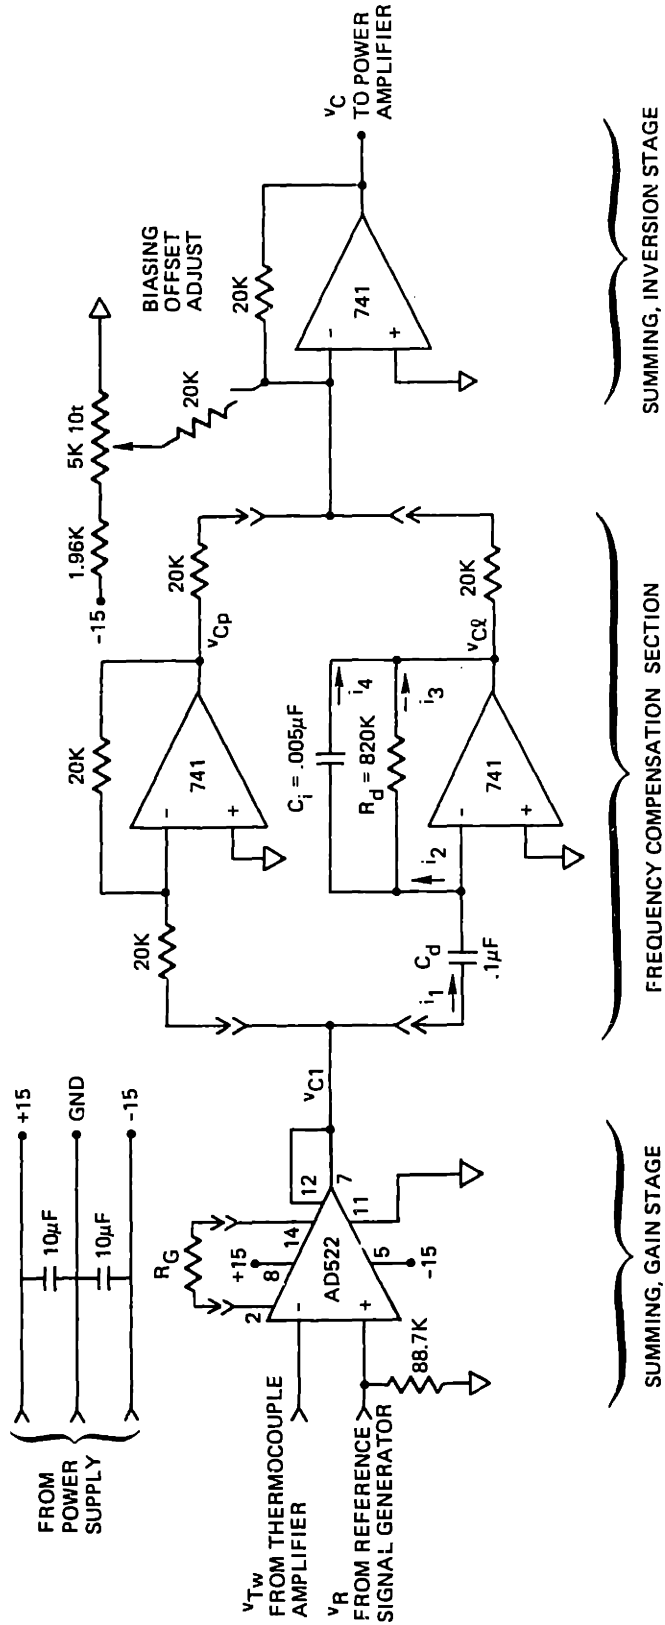 FROM
POWER
SUPPLY
+15
GND
-15
10µF
10µF
v_Tw
FROM THERMOCOUPLE
AMPLIFIER
v_R
FROM REFERENCE
SIGNAL GENERATOR
88.7K
R_G
+15
2
8
14
12
AD522
-
+
7
11
5
-15
v_C1
20K
20K
741
-
+
v_Cp
20K
i_1
C_d
.1µF
i_2
C_i = .005µF
R_d = 820K
i_4
i_3
741
-
+
v_Cℓ
20K
-15
1.96K
5K 10t
20K
BIASING
OFFSET
ADJUST
20K
741
-
+
v_C
TO POWER
AMPLIFIER
SUMMING, GAIN STAGE
FREQUENCY COMPENSATION SECTION
SUMMING, INVERSION STAGE